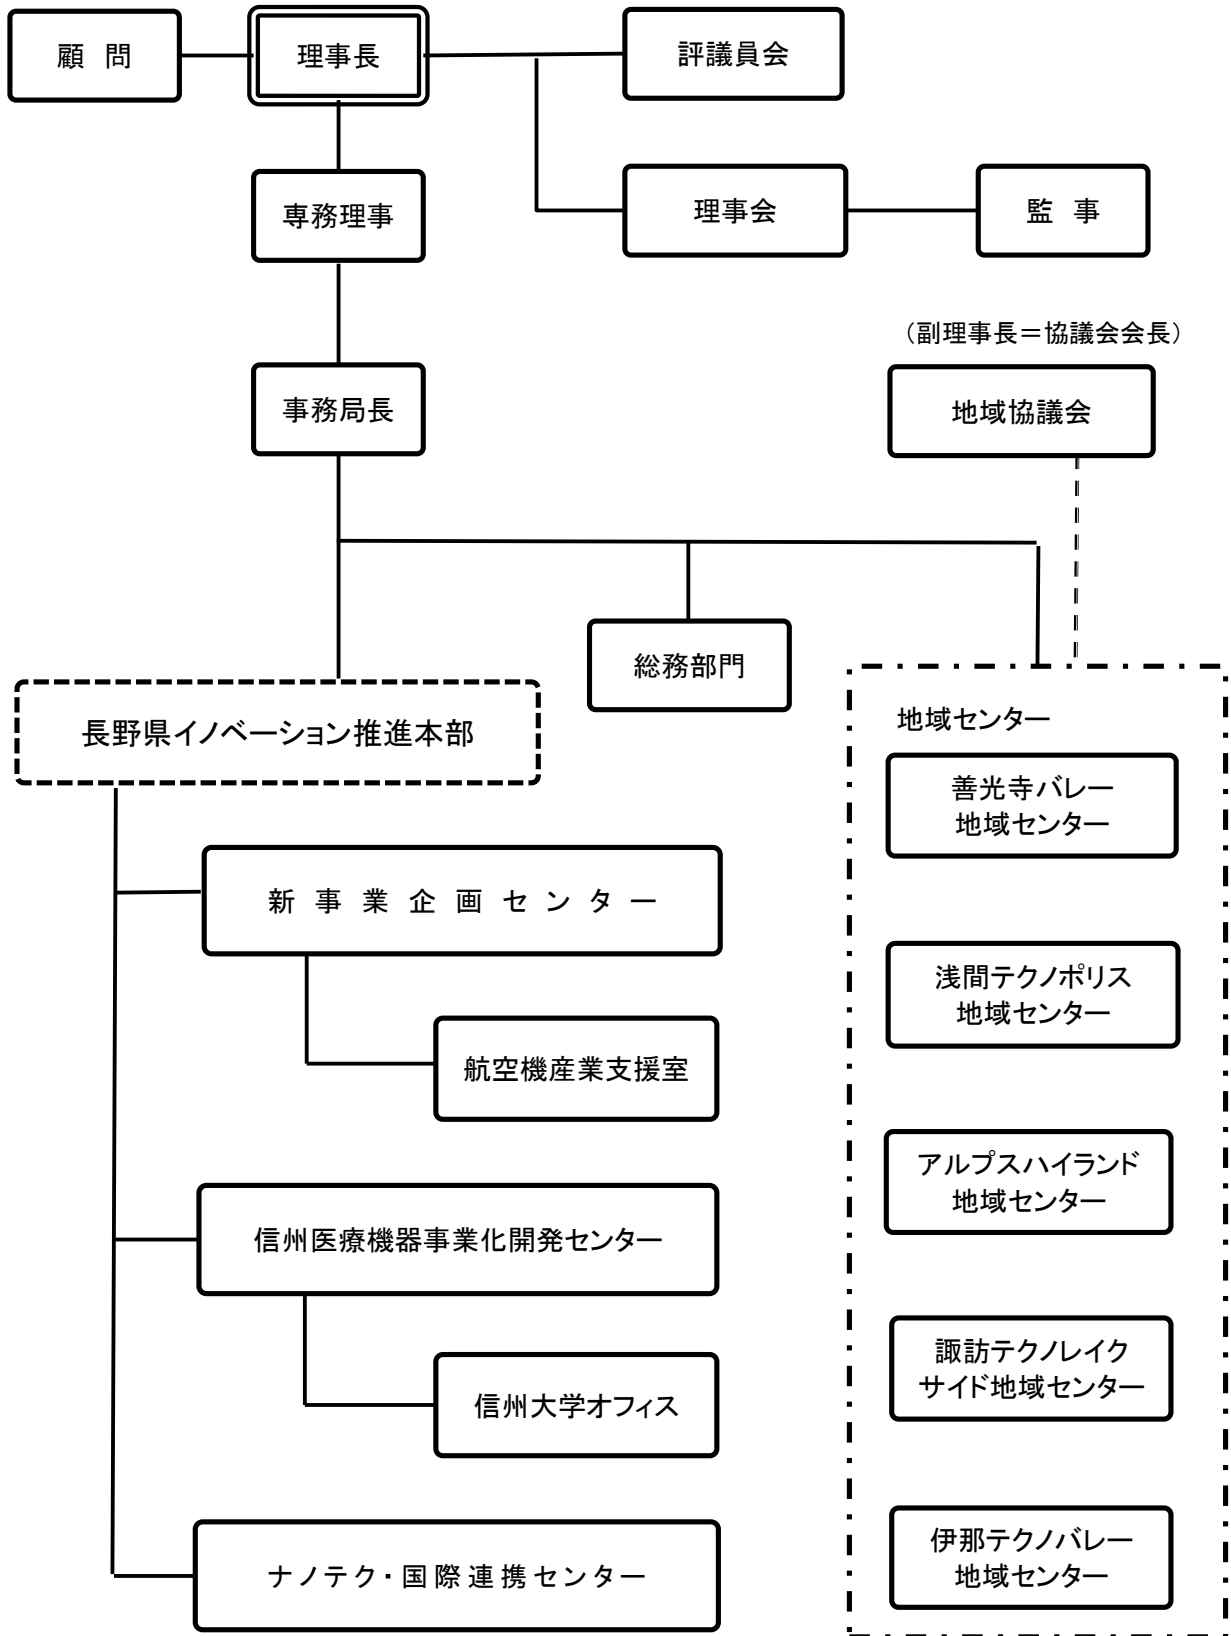 顧 問
理事長
評議員会
専務理事
理事会
監 事
(副理事長=協議会会長)
事務局長
地域協議会
総務部門
長野県イノベーション推進本部
新 事 業 企 画 セ ン タ ー
航空機産業支援室
信州医療機器事業化開発センター
信州大学オフィス
ナノテク・国際連携センター
地域センター
善光寺バレー
地域センター
浅間テクノポリス
地域センター
アルプスハイランド
地域センター
諏訪テクノレイク
サイド地域センター
伊那テクノバレー
地域センター